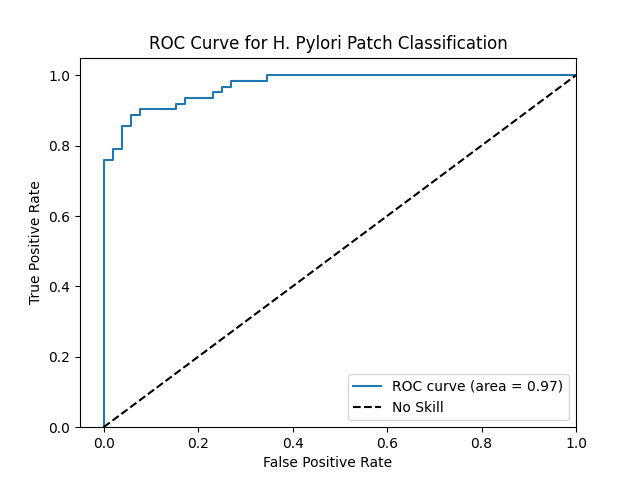 ROC Curve for H. Pylori Patch Classification
True Positive Rate
1.0
0.8
0.6
0.4
0.2
0.0
ROC curve (area = 0.97)
No Skill
0.0 0.2 0.4 0.6 0.8 1.0
False Positive Rate